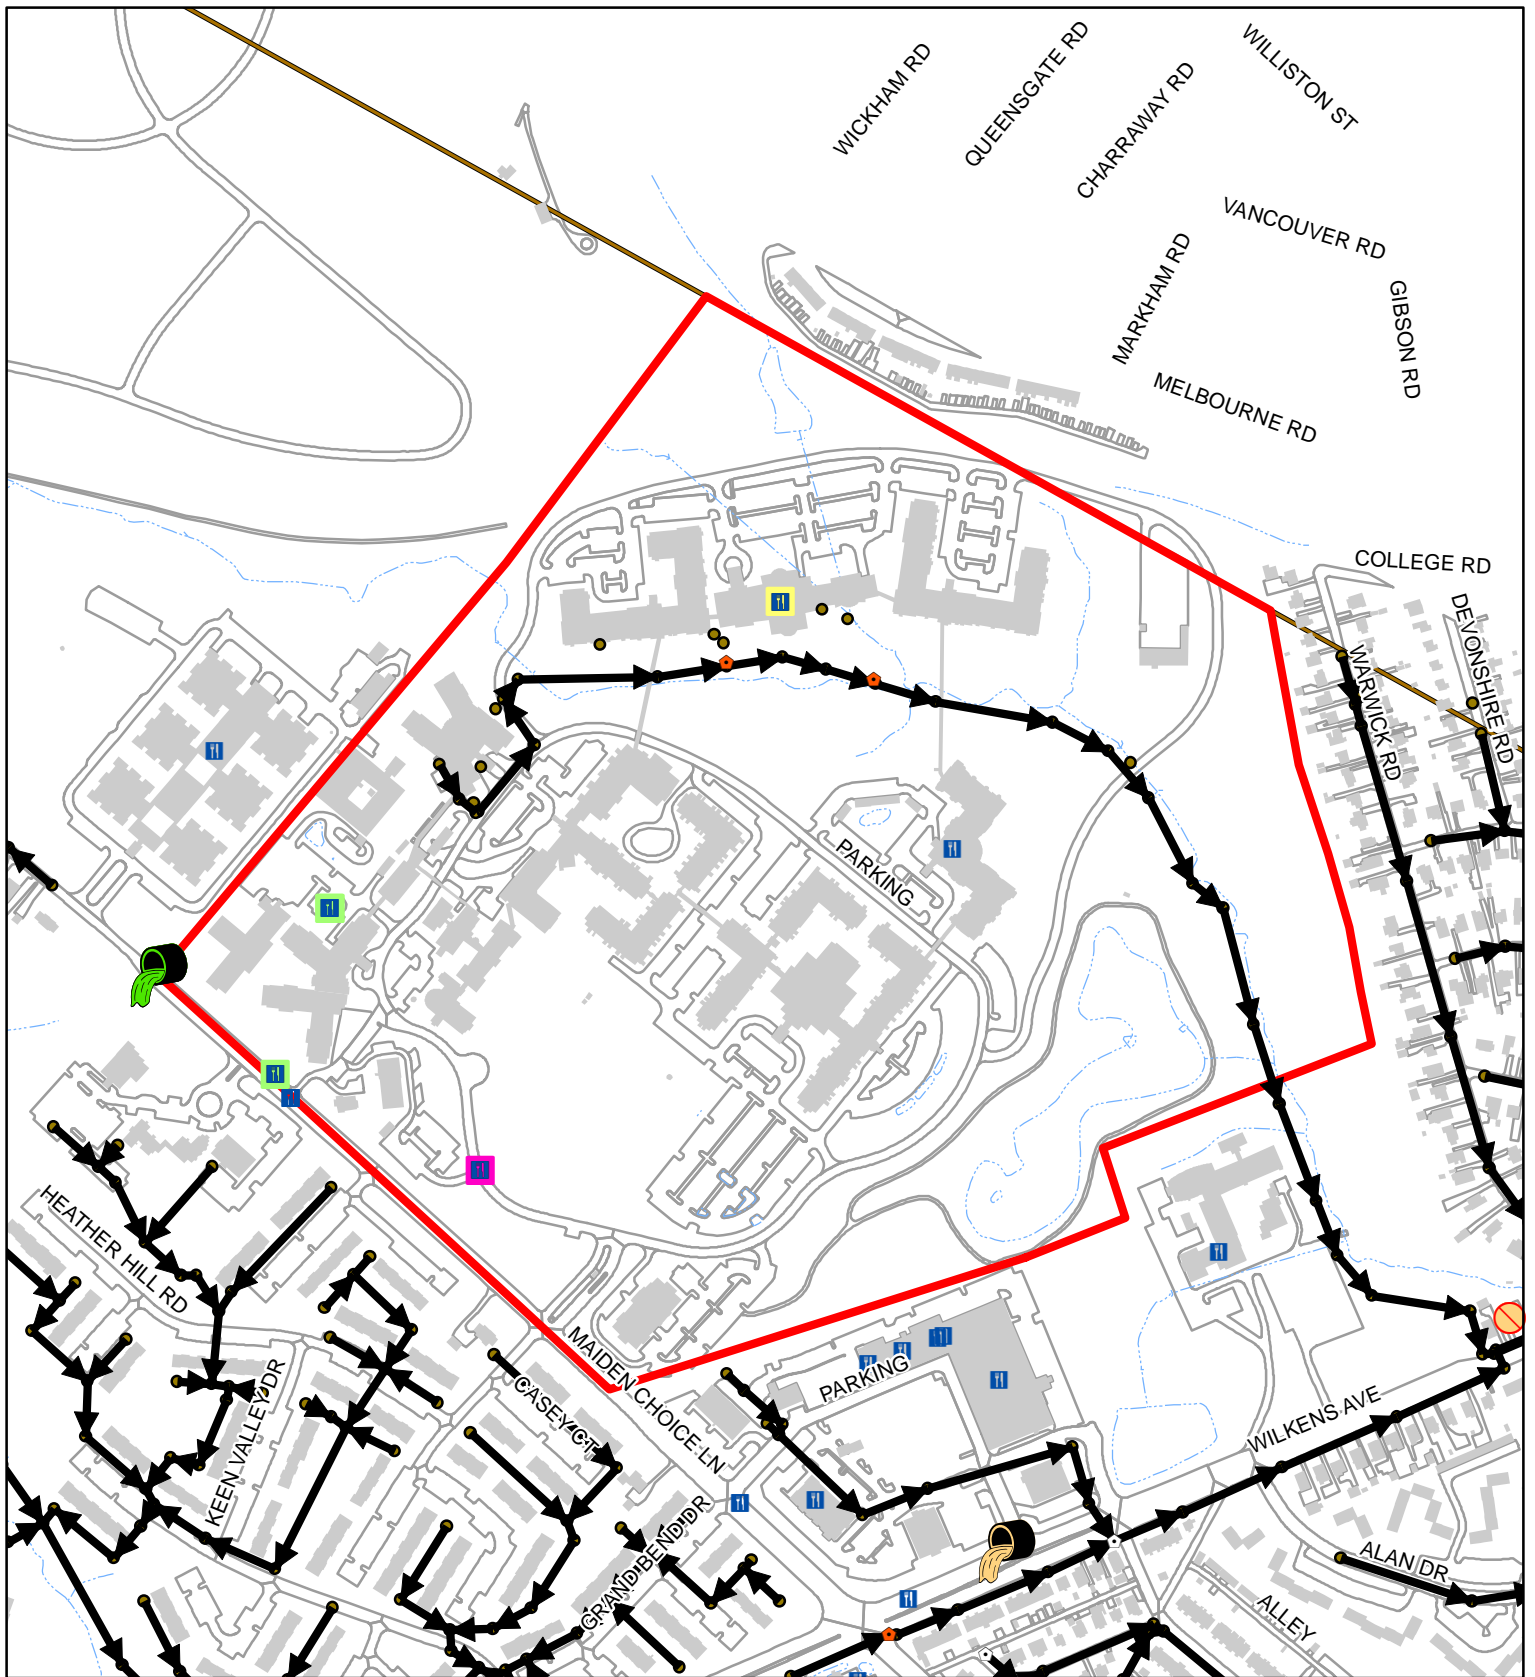 WICKHAM RD
QUEENSGATE RD
CHARRAWAY RD
WILLISTON ST
VANCOUVER RD
MARKHAM RD
GIBSON RD
MELBOURNE RD
COLLEGE RD
DEVONSHIRE RD
WARWICK RD
PARKING
HEATHER HILL RD
MAIDEN CHOICE LN
PARKING
KEEN VALLEY DR
CASEY CT
WILKENS AVE
GRAND BEND DR
ALAN DR
ALLEY